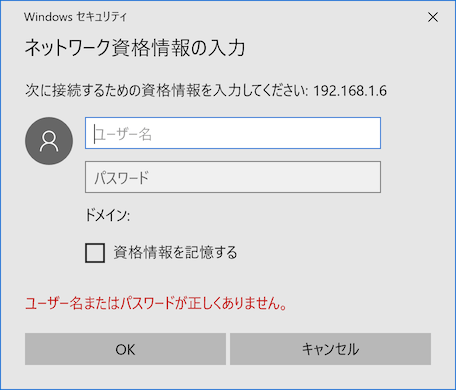 Windows セキュリティ
ネットワーク資格情報の入力
次に接続するための資格情報を入力してください: 192.168.1.6
ユーザー名
パスワード
ドメイン:
資格情報を記憶する
ユーザー名またはパスワードが正しくありません。
OK
キャンセル